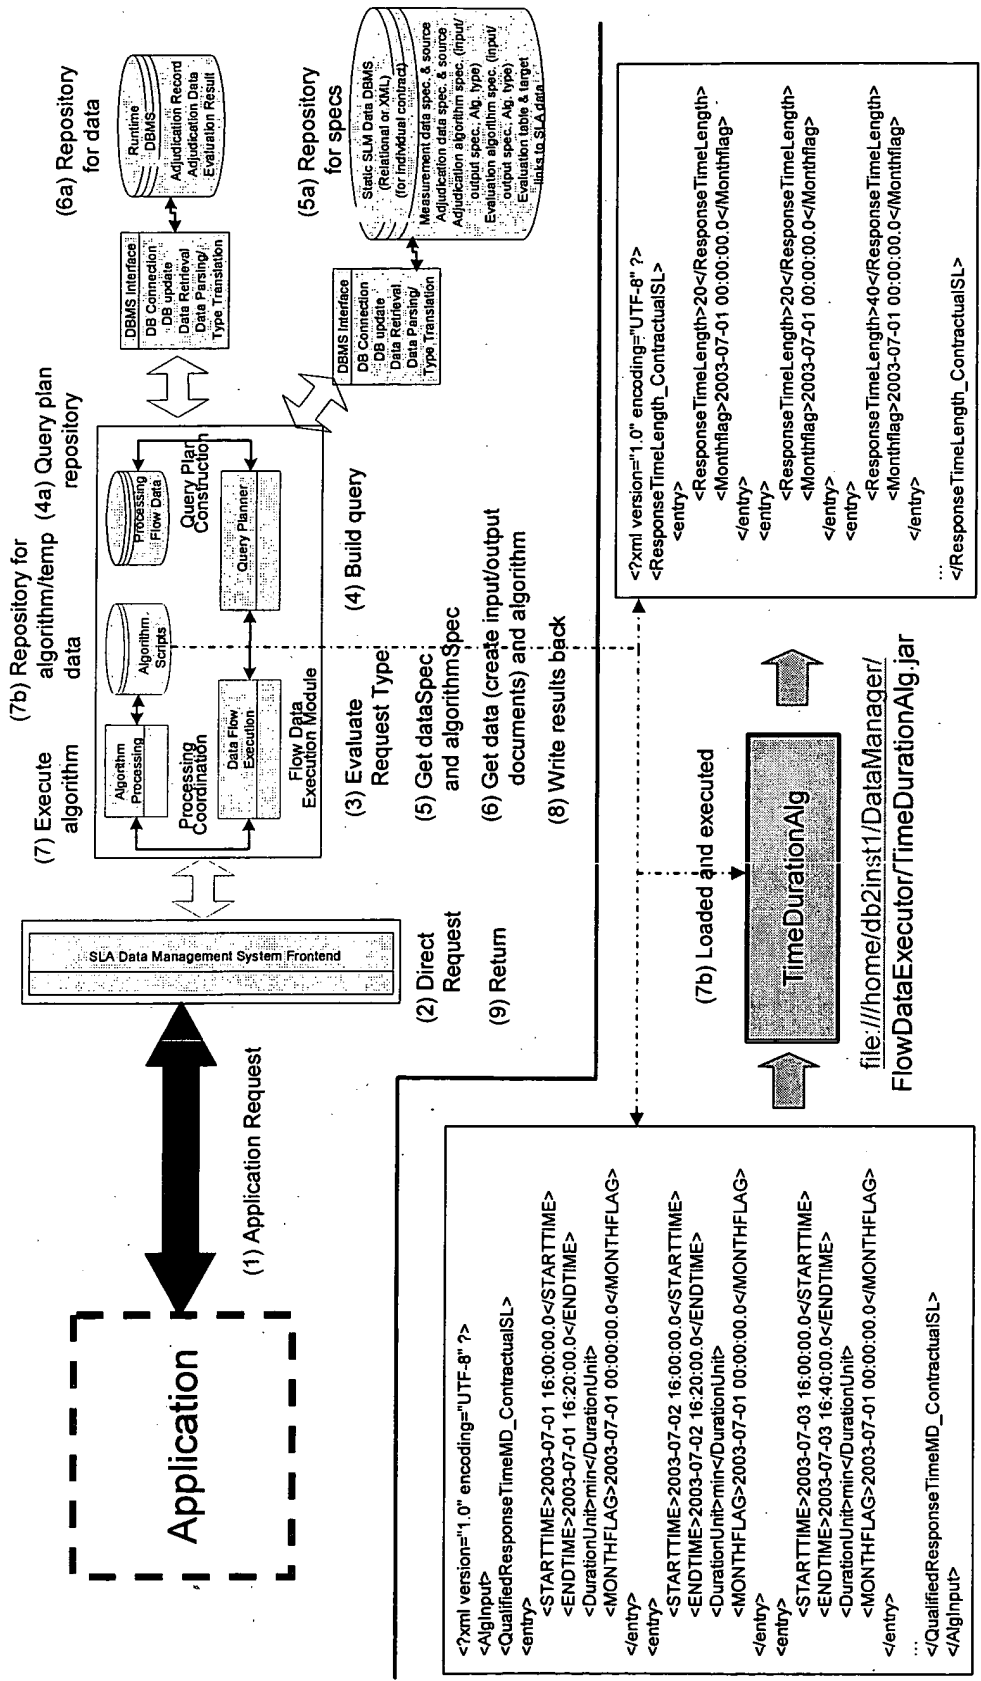 Application
(1) Application Request
SLA Data Management System Frontend
(2) Direct
Request
(9) Return
(7) Execute
algorithm
(7b) Repository for
algorithm/temp
data
(4a) Query plan
repository
Algorithm
Processing
Algorithm
Scripts
Processing
Flow Data
Processing
Coordination
Query Plan
Construction
Data Flow
Execution
Query Planner
Flow Data
Execution Module
(3) Evaluate
Request Type
(4) Build query
(5) Get dataSpec
and algorithmSpec
(6) Get data (create input/output
documents) and algorithm
(8) Write results back
DBMS Interface
DB Connection
DB update
Data Retrieval
Data Parsing/
Type Translation
(6a) Repository
for data
Runtime
DBMS
Adjudication Record
Adjudication Data
Evaluation Result
DBMS Interface
DB Connection
DB update
Data Retrieval
Data Parsing/
Type Translation
(5a) Repository
for specs
Static SLM Data DBMS
(Relational or XML)
(for Individual contract)
Measurement data spec. & source
Adjudication data spec. & source
Adjudication algorithm spec. (input/
output spec., Alg. type)
Evaluation algorithm spec. (input/
output spec., Alg. type)
Evaluation table & target
links to SLA data
<?xml version="1.0" encoding="UTF-8" ?>
<AlgInput>
<QualifiedResponseTimeMD_ContractualSL>
<entry>
<STARTTIME>2003-07-01 16:00:00.0</STARTTIME>
<ENDTIME>2003-07-01 16:20:00.0</ENDTIME>
<DurationUnit>min</DurationUnit>
<MONTHFLAG>2003-07-01 00:00:00.0</MONTHFLAG>
</entry>
<entry>
<STARTTIME>2003-07-02 16:00:00.0</STARTTIME>
<ENDTIME>2003-07-02 16:20:00.0</ENDTIME>
<DurationUnit>min</DurationUnit>
<MONTHFLAG>2003-07-01 00:00:00.0</MONTHFLAG>
</entry>
<entry>
<STARTTIME>2003-07-03 16:00:00.0</STARTTIME>
<ENDTIME>2003-07-03 16:40:00.0</ENDTIME>
<DurationUnit>min</DurationUnit>
<MONTHFLAG>2003-07-01 00:00:00.0</MONTHFLAG>
</entry>
...
</QualifiedResponseTimeMD_ContractualSL>
</AlgInput>
(7b) Loaded and executed
TimeDurationAlg
file:///home/db2inst1/DataManager/
FlowDataExecutor/TimeDurationAlg.jar
<?xml version="1.0" encoding="UTF-8" ?>
<ResponseTimeLength_ContractualSL>
<entry>
<ResponseTimeLength>20</ResponseTimeLength>
<Monthflag>2003-07-01 00:00:00.0</Monthflag>
</entry>
<entry>
<ResponseTimeLength>20</ResponseTimeLength>
<Monthflag>2003-07-01 00:00:00.0</Monthflag>
</entry>
<entry>
<ResponseTimeLength>40</ResponseTimeLength>
<Monthflag>2003-07-01 00:00:00.0</Monthflag>
</entry>
...
</ResponseTimeLength_ContractualSL>